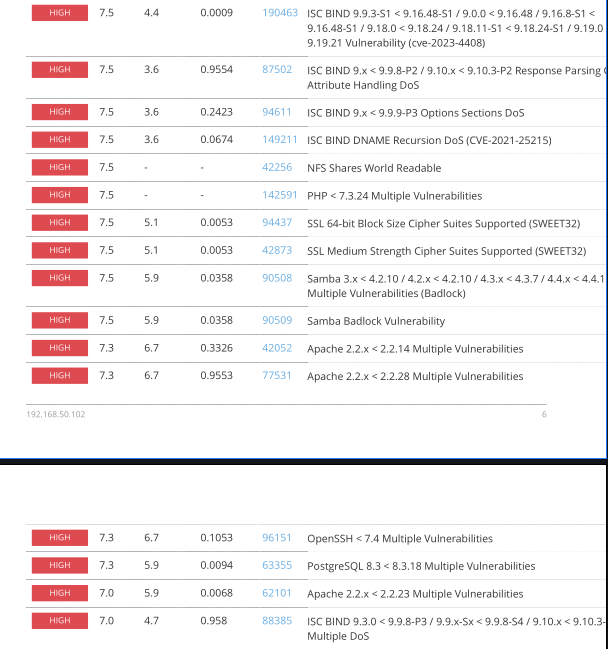 HIGH 7.5 4.4 0.0009 190463 ISC BIND 9.9.3-S1 < 9.16.48-S1 / 9.0.0 < 9.16.48 / 9.16.8-S1 <
9.16.48-S1 / 9.18.0 < 9.18.24 / 9.18.11-S1 < 9.18.24-S1 / 9.19.0
9.19.21 Vulnerability (cve-2023-4408)
HIGH 7.5 3.6 0.9554 87502 ISC BIND 9.x < 9.9.8-P2 / 9.10.x < 9.10.3-P2 Response Parsing
Attribute Handling DoS
HIGH 7.5 3.6 0.2423 94611 ISC BIND 9.x < 9.9.9-P3 Options Sections DoS
HIGH 7.5 3.6 0.0674 149211 ISC BIND DNAME Recursion DoS (CVE-2021-25215)
HIGH 7.5 - - 42256 NFS Shares World Readable
HIGH 7.5 - - 142591 PHP < 7.3.24 Multiple Vulnerabilities
HIGH 7.5 5.1 0.0053 94437 SSL 64-bit Block Size Cipher Suites Supported (SWEET32)
HIGH 7.5 5.1 0.0053 42873 SSL Medium Strength Cipher Suites Supported (SWEET32)
HIGH 7.5 5.9 0.0358 90508 Samba 3.x < 4.2.10 / 4.2.x < 4.2.10 / 4.3.x < 4.3.7 / 4.4.x < 4.4.1
Multiple Vulnerabilities (Badlock)
HIGH 7.5 5.9 0.0358 90509 Samba Badlock Vulnerability
HIGH 7.3 6.7 0.3326 42052 Apache 2.2.x < 2.2.14 Multiple Vulnerabilities
HIGH 7.3 6.7 0.9553 77531 Apache 2.2.x < 2.2.28 Multiple Vulnerabilities
192.168.50.102 6
HIGH 7.3 6.7 0.1053 96151 OpenSSH < 7.4 Multiple Vulnerabilities
HIGH 7.3 5.9 0.0094 63355 PostgreSQL 8.3 < 8.3.18 Multiple Vulnerabilities
HIGH 7.0 5.9 0.0068 62101 Apache 2.2.x < 2.2.23 Multiple Vulnerabilities
HIGH 7.0 4.7 0.958 88385 ISC BIND 9.3.0 < 9.9.8-P3 / 9.9.x-Sx < 9.9.8-S4 / 9.10.x < 9.10.3-
Multiple DoS